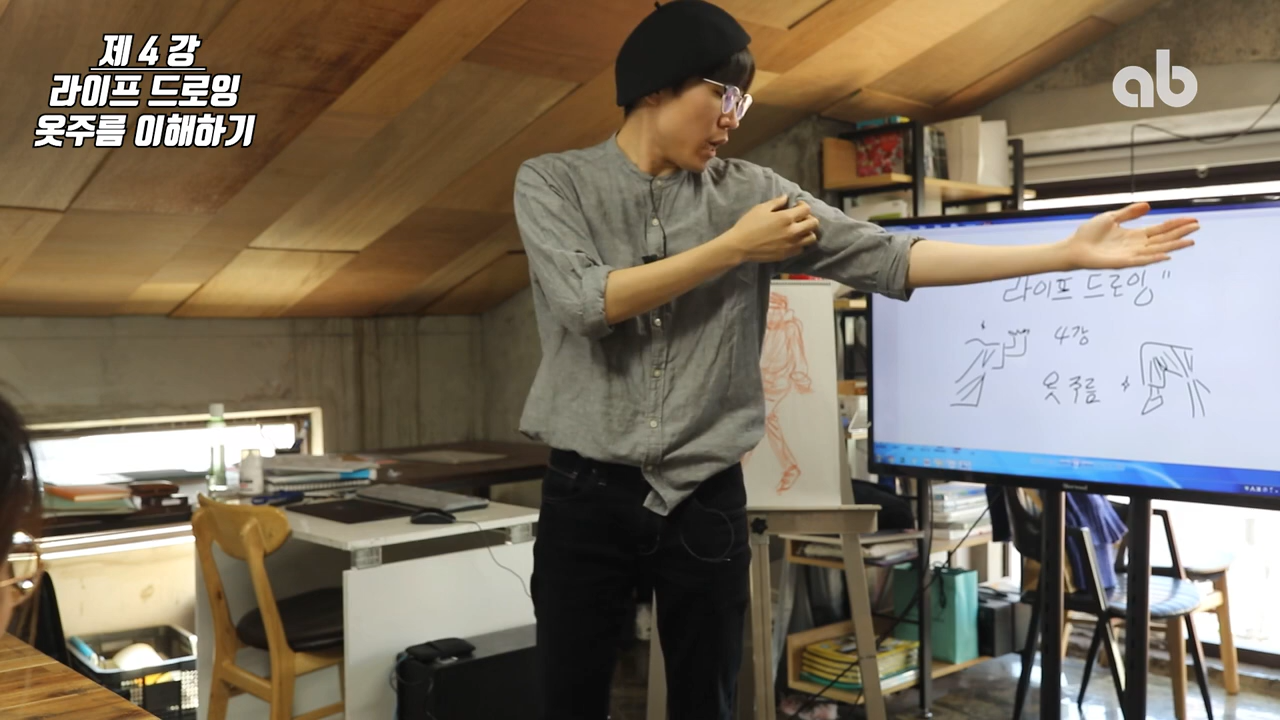 제 4 강
라이프 드로잉
옷주름 이해하기
ab
라이프 드로잉"
4강
옷주름